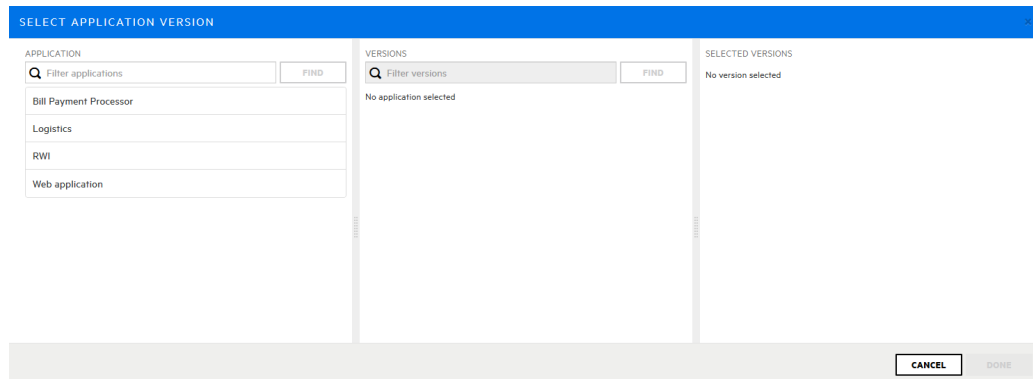 SELECT APPLICATION VERSION
APPLICATION
Filter applications
FIND
Bill Payment Processor
Logistics
RWI
Web application
VERSIONS
Filter versions
FIND
No application selected
SELECTED VERSIONS
No version selected
CANCEL
DONE